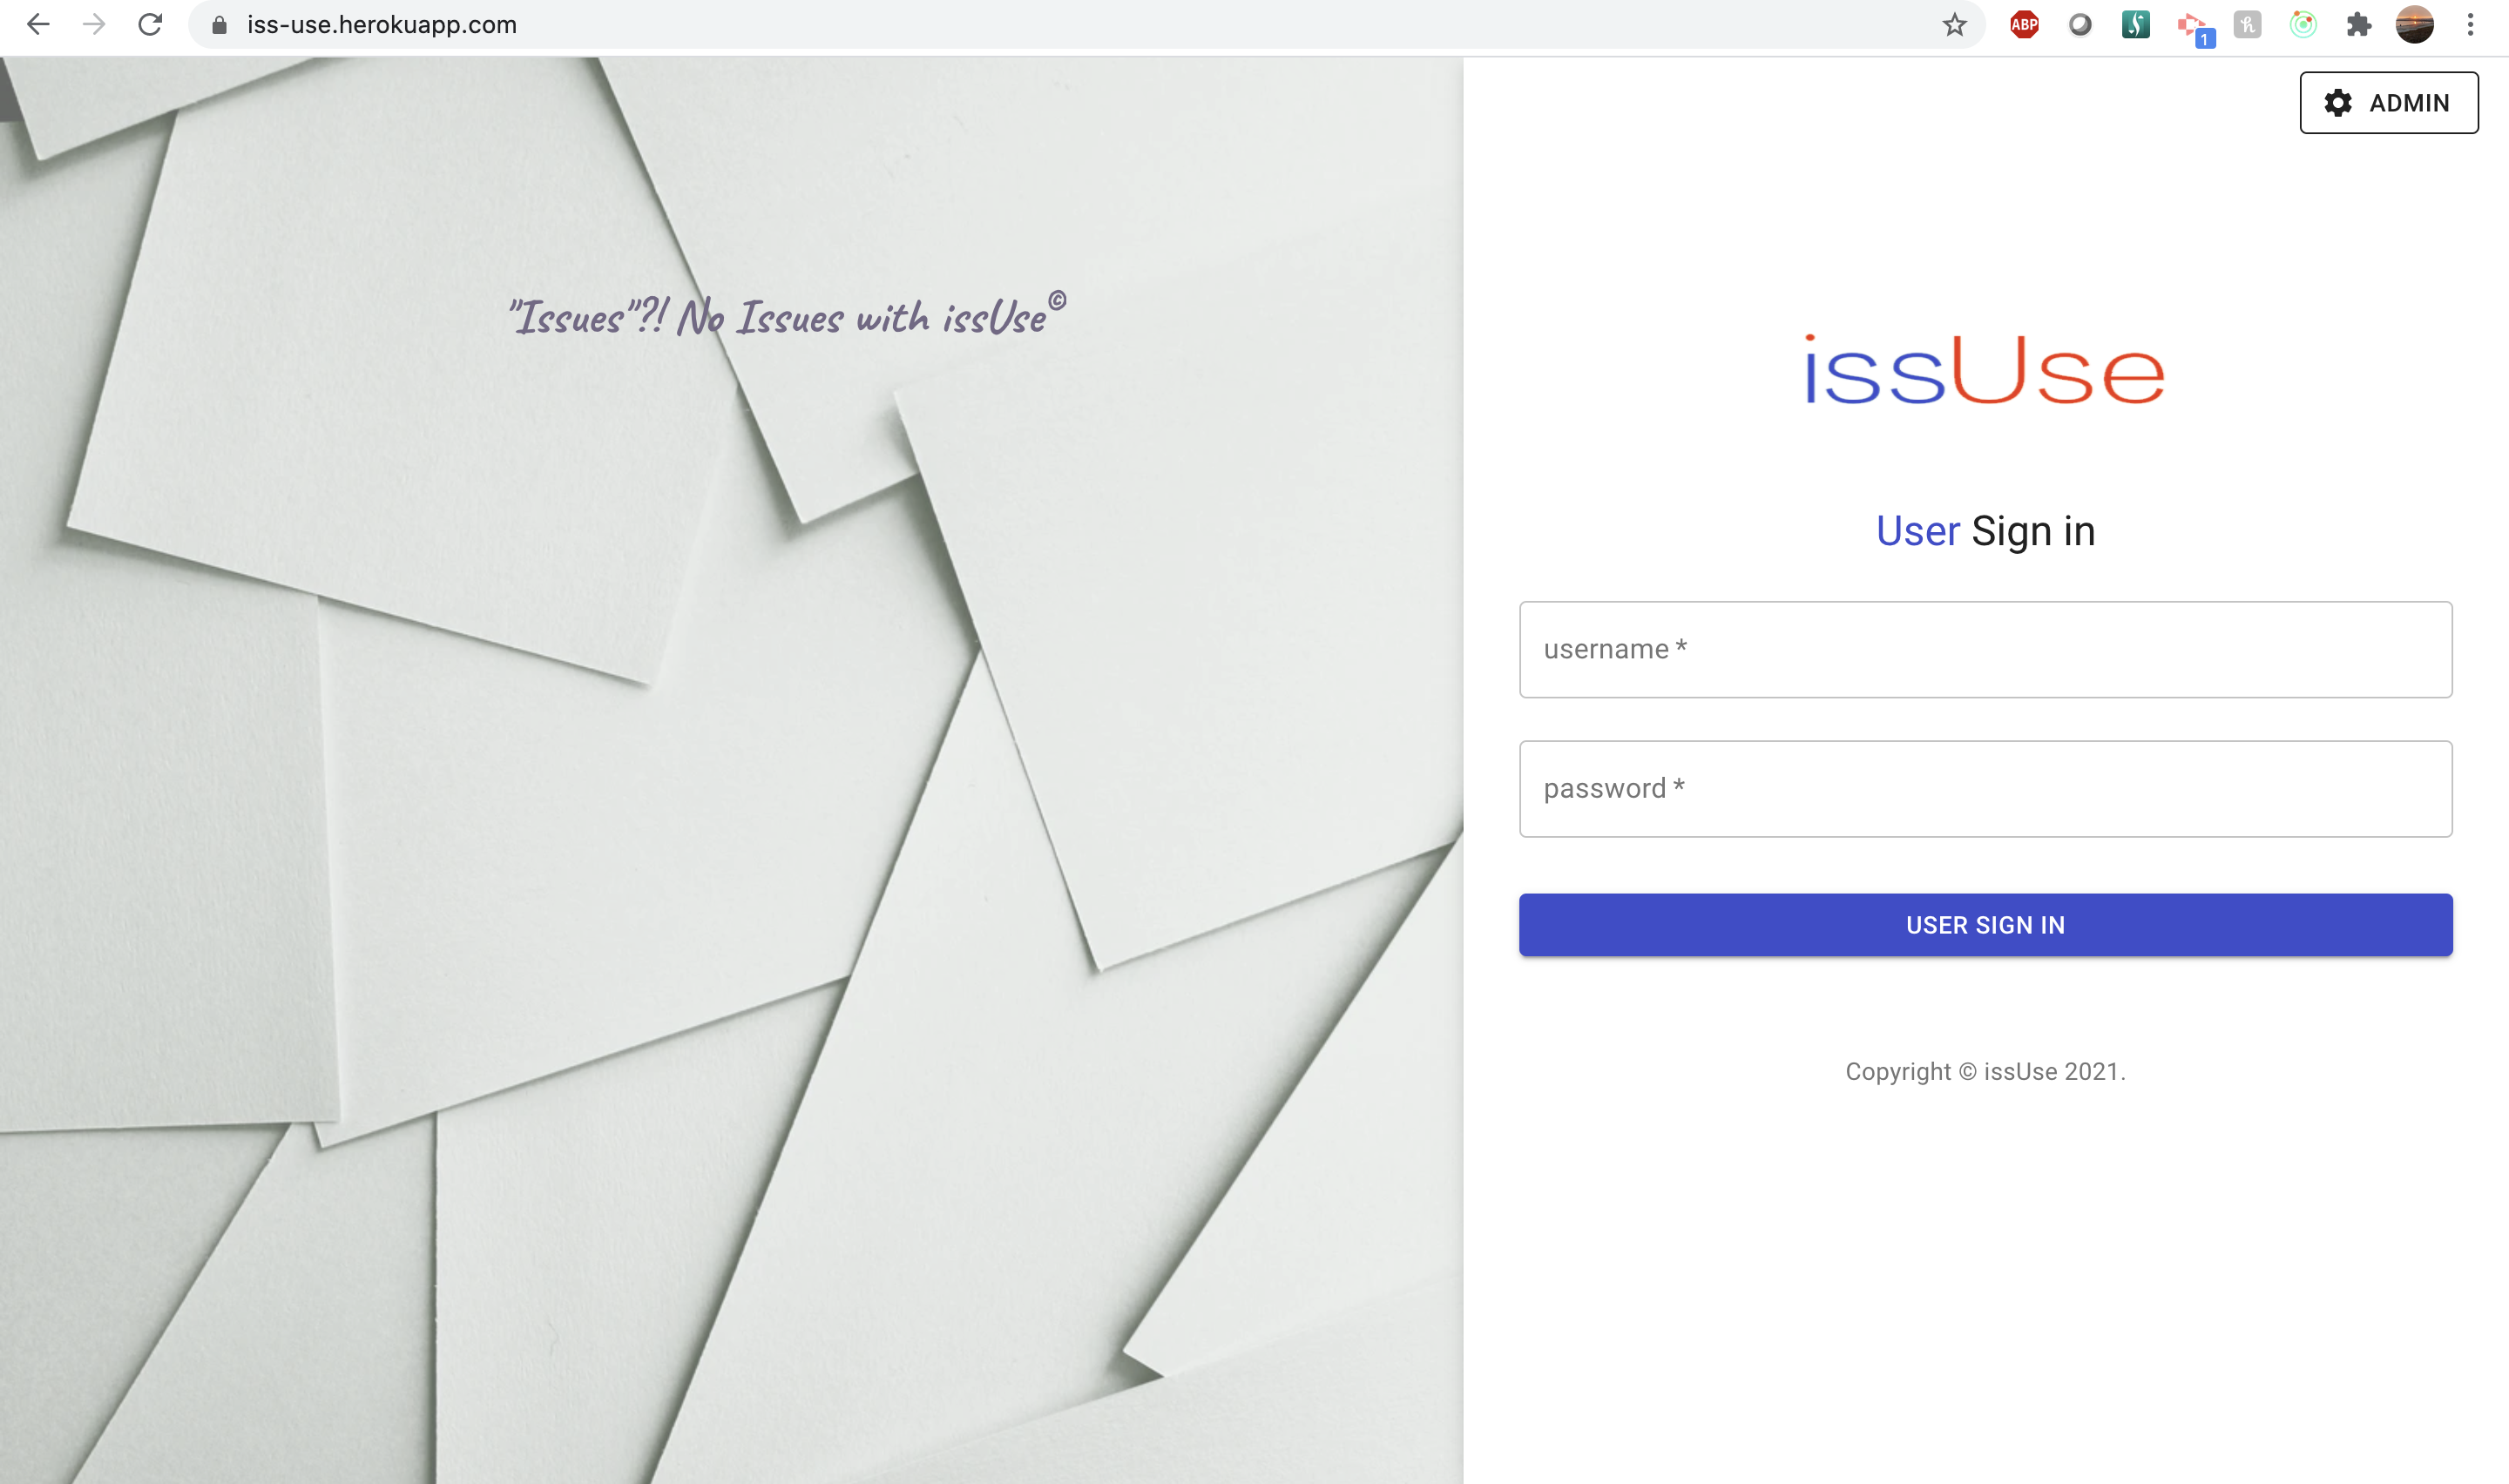 iss-use.herokuapp.com
ABP
1
ADMIN
"Issues"?! No Issues with issUse©
issUse
User Sign in
username *
password *
USER SIGN IN
Copyright © issUse 2021.